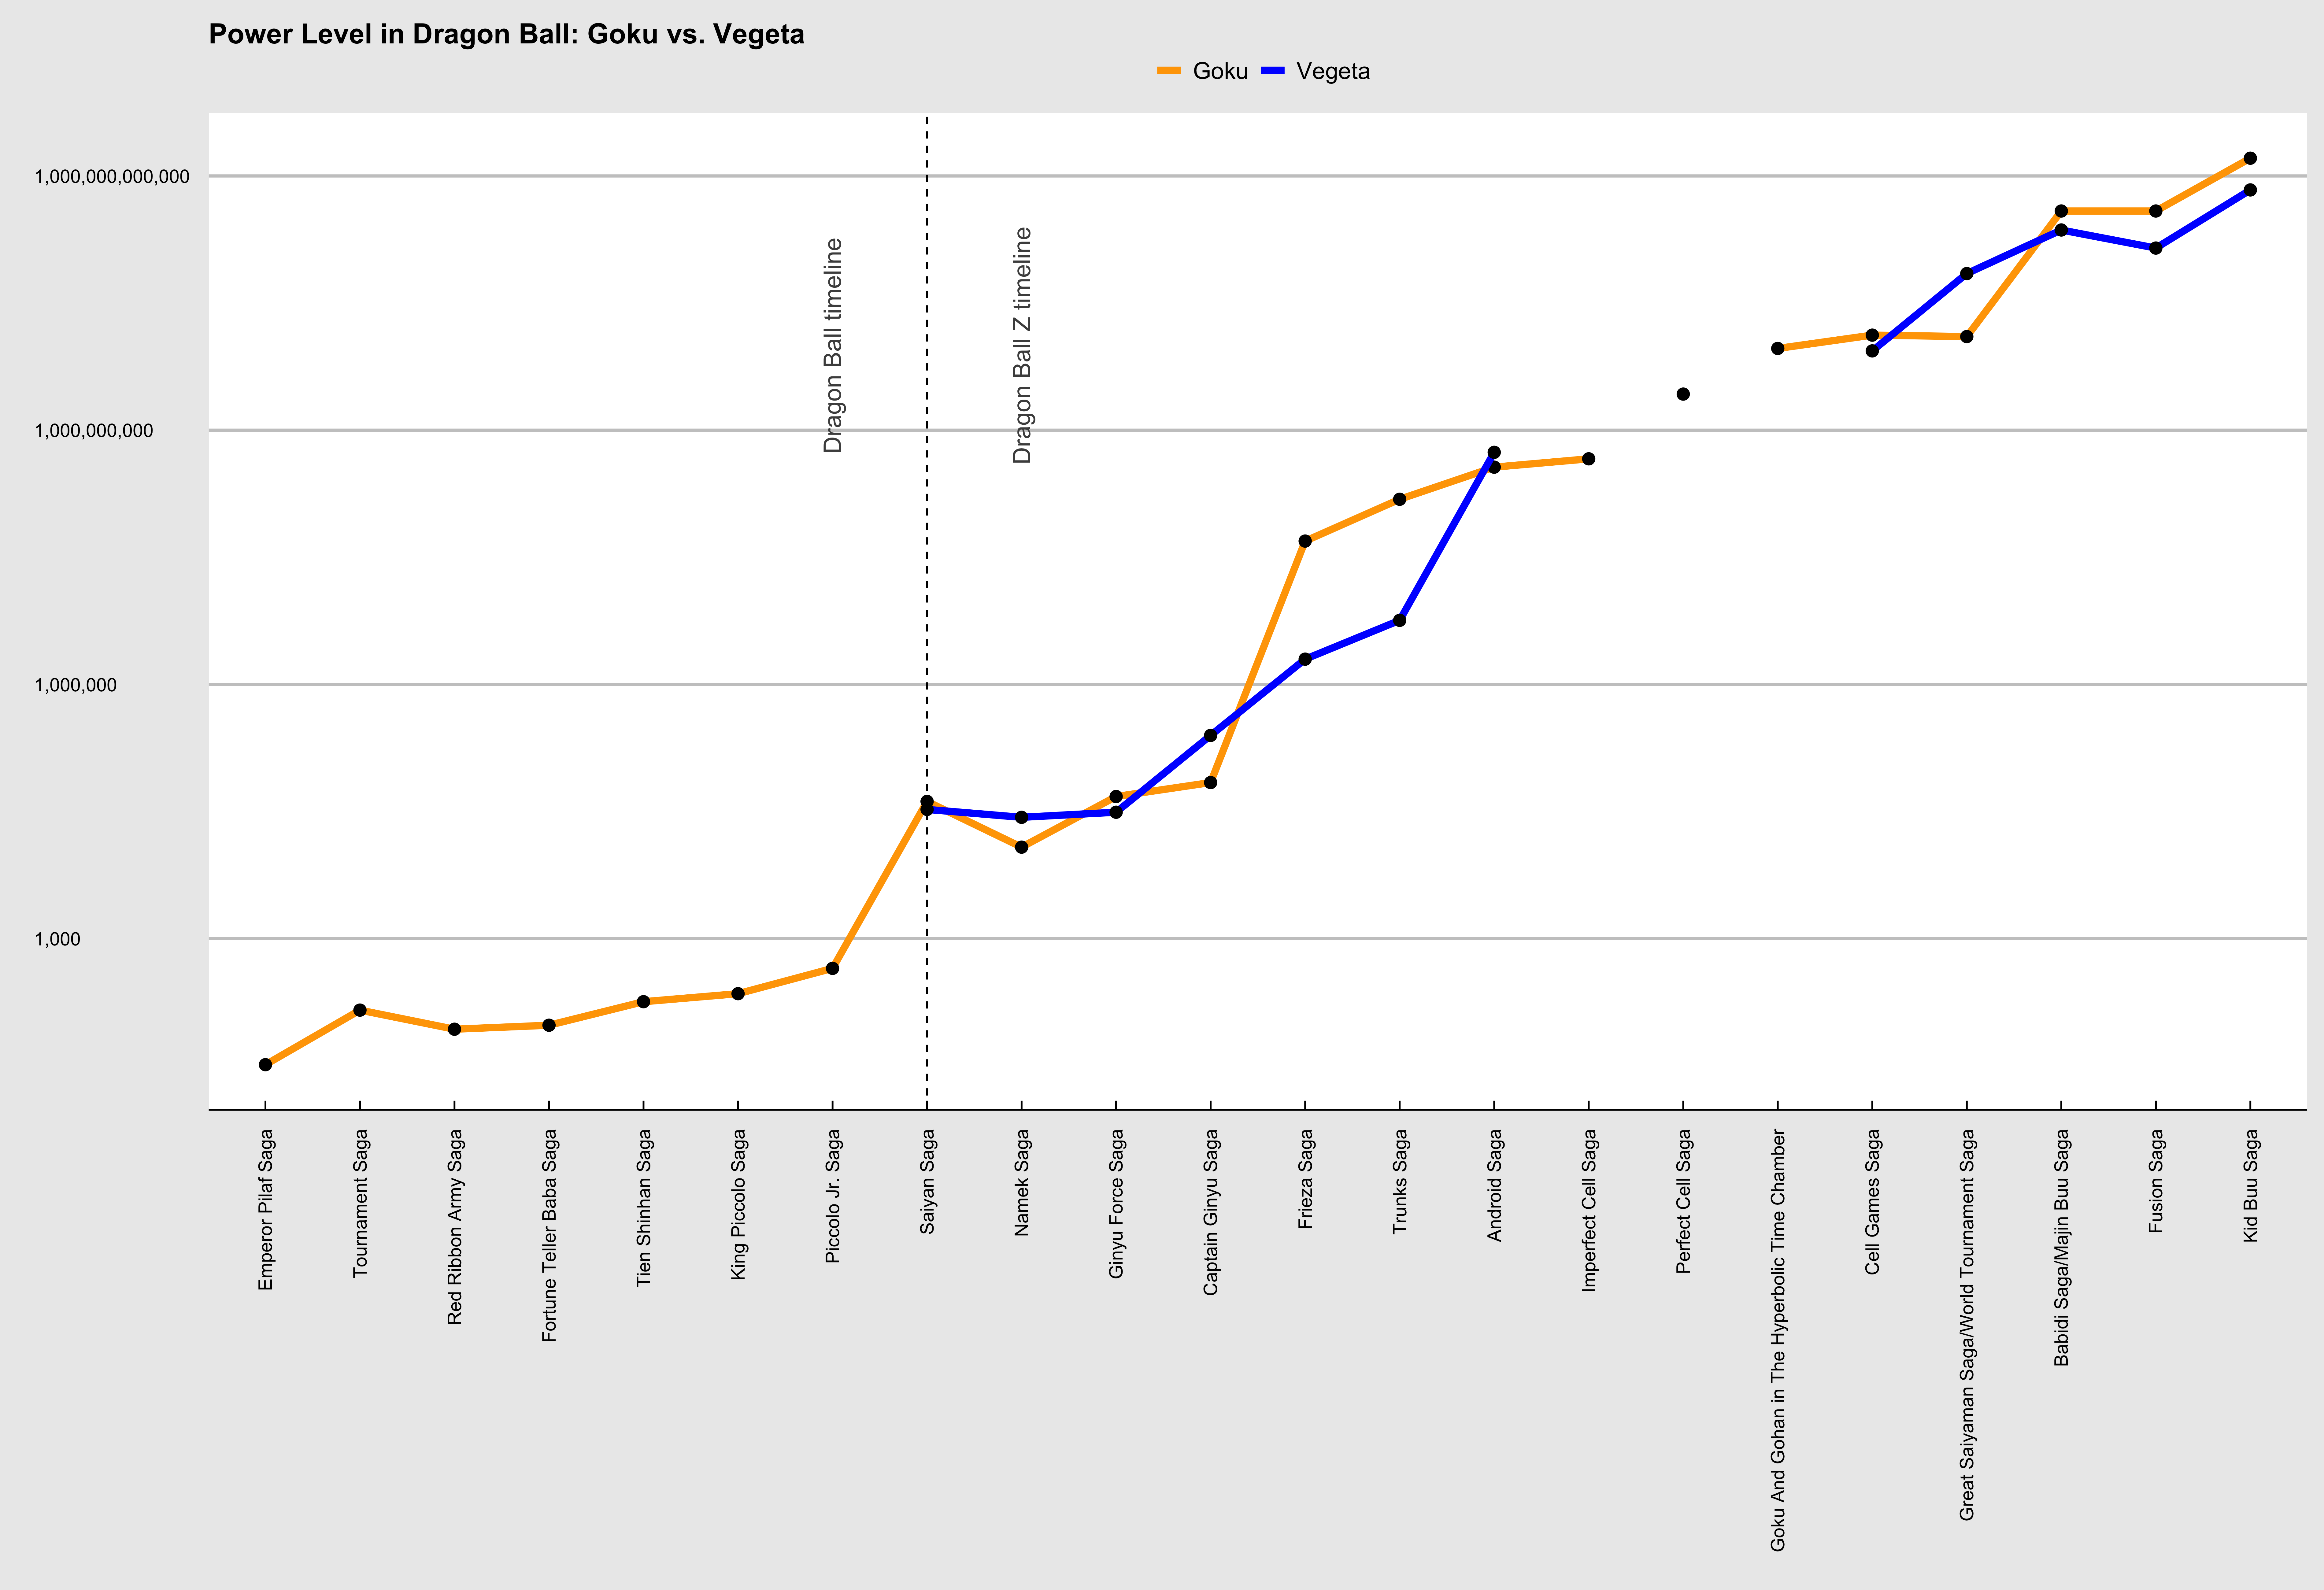 Power Level in Dragon Ball: Goku vs. Vegeta
Goku
Vegeta
1,000,000,000,000
1,000,000,000
1,000,000
1,000
Dragon Ball timeline
Dragon Ball Z timeline
Emperor Pilaf Saga
Tournament Saga
Red Ribbon Army Saga
Fortune Teller Baba Saga
Tien Shinhan Saga
King Piccolo Saga
Piccolo Jr. Saga
Saiyan Saga
Namek Saga
Ginyu Force Saga
Captain Ginyu Saga
Frieza Saga
Trunks Saga
Android Saga
Imperfect Cell Saga
Perfect Cell Saga
Goku And Gohan in The Hyperbolic Time Chamber
Cell Games Saga
Great Saiyaman Saga/World Tournament Saga
Babidi Saga/Majin Buu Saga
Fusion Saga
Kid Buu Saga